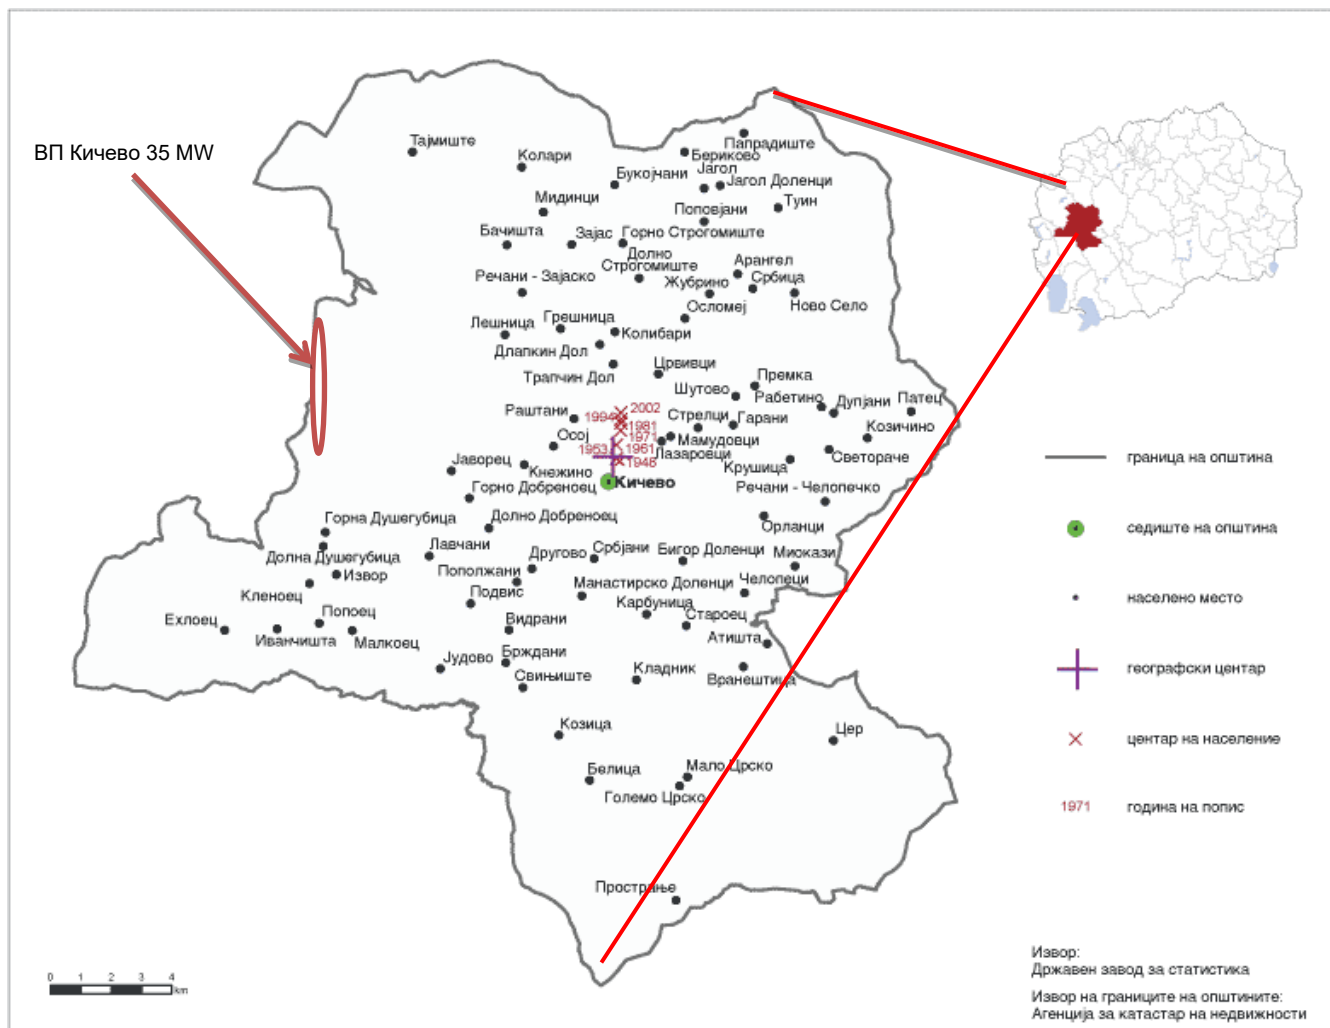 ВП Кичево 35 MW
Тајмиште
Колари
Папрадиште
Бериково
Јагол
Букојчани
Јагол Доленци
Мидинци
Туин
Поповјани
Бачишта
Зајас
Горно Строгомиште
Долно
Строгомиште
Арангел
Речани - Зајаско
Жубрино
Србица
Ново Село
Осломеј
Грешница
Лешница
Колибари
Длапкин Дол
Трапчин Дол
Црвивци
Премка
Шутово
Работино
Дупјани
Патец
2002
1994
1981
1971
1953
1961
1948
Раштани
Стрелци
Гарани
Козичино
Осој
Мамудовци
Лазаровци
Светораче
Јаворец
Кнежино
Крушица
Кичево
Речани - Челопечко
Горно Добреноец
Горна Душегубица
Долно Добреноец
Орланци
Долна Душегубица
Лавчани
Другово
Србјани
Бигор Доленци
Миокази
Извор
Пополжани
Кленоец
Подвис
Манастирско Доленци
Челопеци
Карбуница
Ехлоец
Попоец
Видрани
Староец
Иванчишта
Малкоец
Атишта
Јудово
Брждани
Кладник
Вранештица
Свињиште
Козица
Цер
Белица
Мало Црско
Големо Црско
Пространье
0 1 2 3 4
km
граница на општина
седиште на општина
населено место
географски центар
центар на население
1971 година на попис
Извор:
Државен завод за статистика
Извор на границите на општините:
Агенција за катастар на недвижности